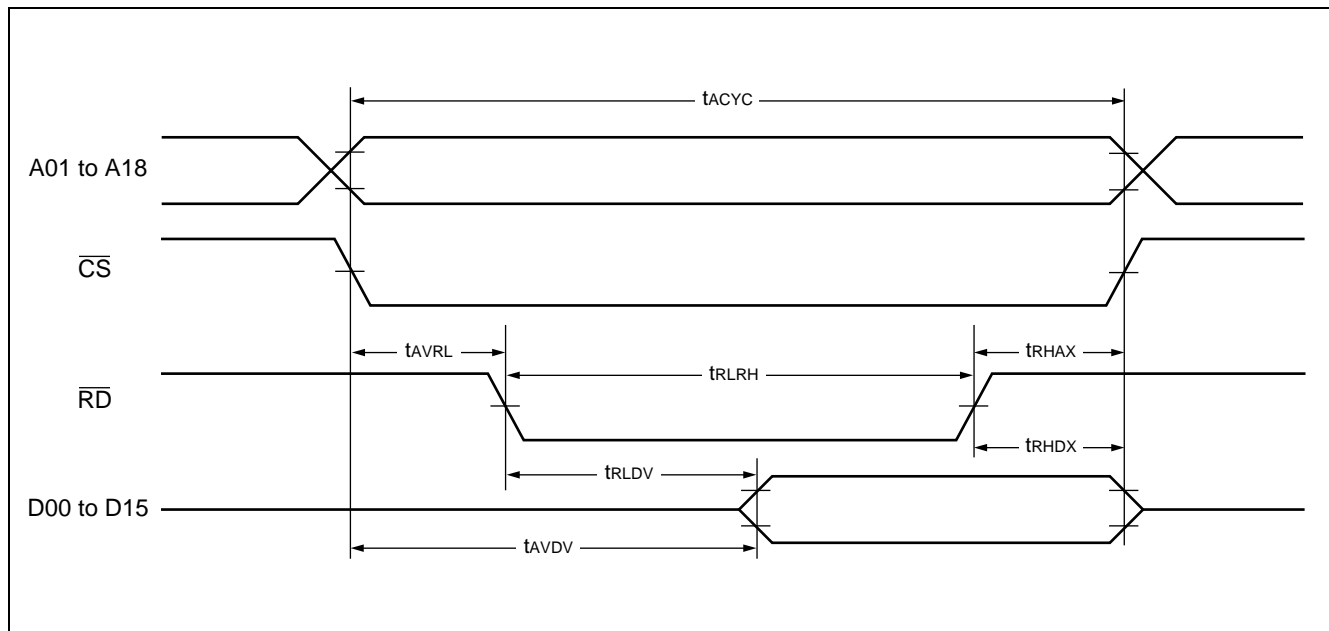 tACYC
A01 to A18
CS
tAVRL
tRHAX
tRLRH
RD
tRHDX
tRLDV
D00 to D15
tAVDV